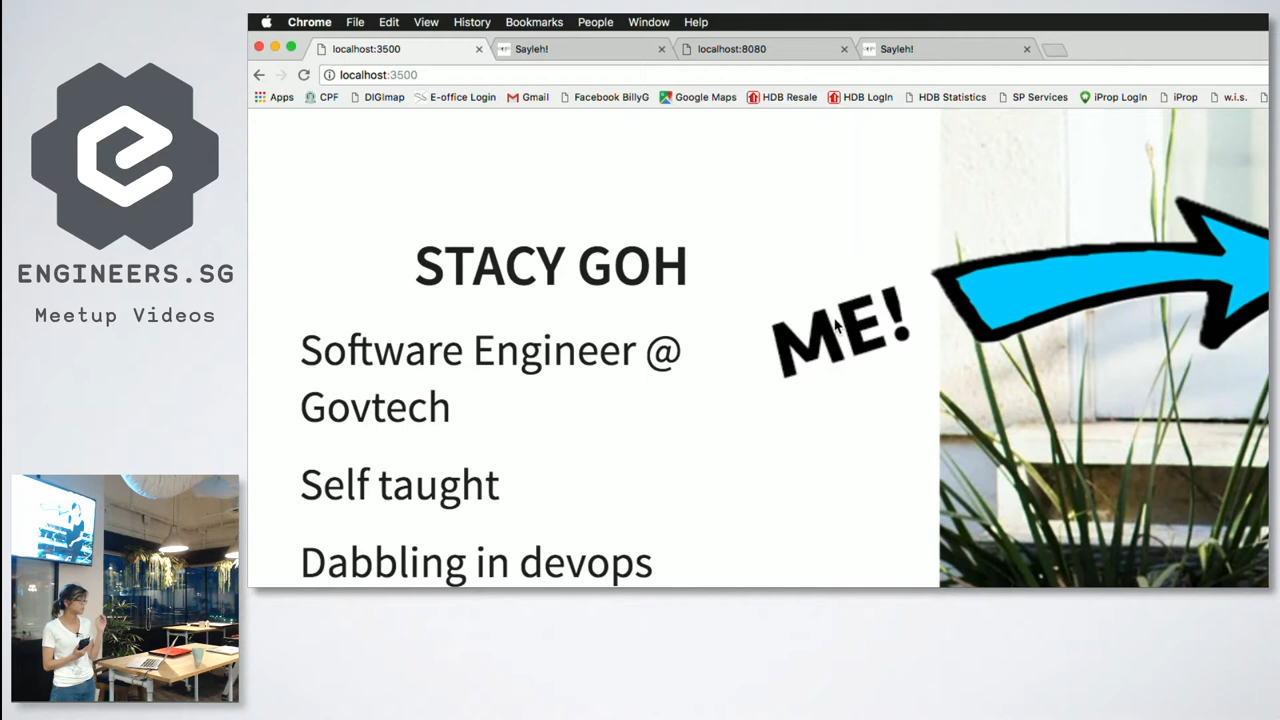 Chrome File Edit View History Bookmarks People Window Help
localhost:3500 Sayleh! localhost:8080 Sayleh!
localhost:3500
Apps CPF DIGImap E-office Login Gmail Facebook BillyG Google Maps HDB Resale HDB LogIn HDB Statistics SP Services iProp LogIn iProp w.i.s.
ENGINEERS.SG
Meetup Videos
STACY GOH
ME!
Software Engineer @
Govtech
Self taught
Dabbling in devops